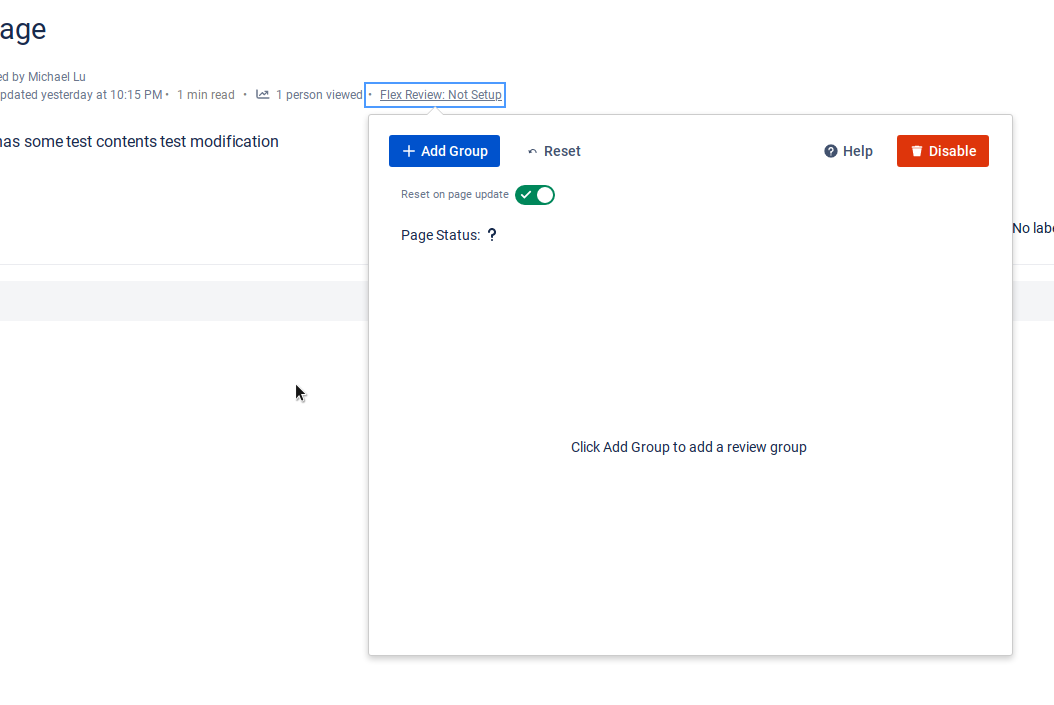 age
ed by Michael Lu
pdated yesterday at 10:15 PM • 1 min read • 1 person viewed • Flex Review: Not Setup
has some test contents test modification
+ Add Group Reset Help Disable
Reset on page update
No labe
Page Status: ?
Click Add Group to add a review group